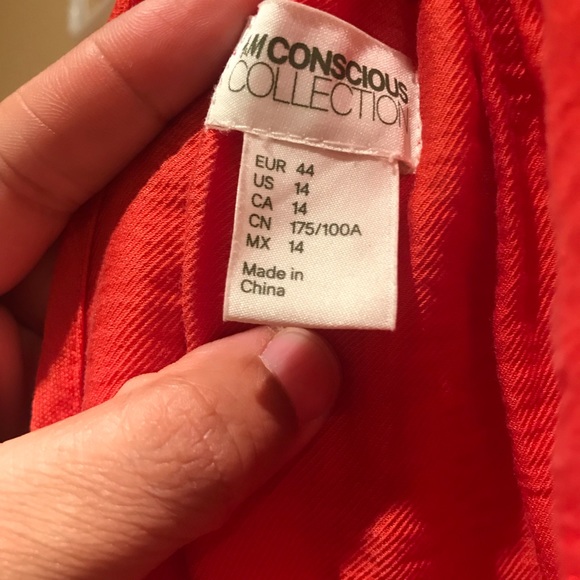 &M CONSCIOUS
COLLECTION
EUR 44
US 14
CA 14
CN 175/100A
MX 14
Made in
China